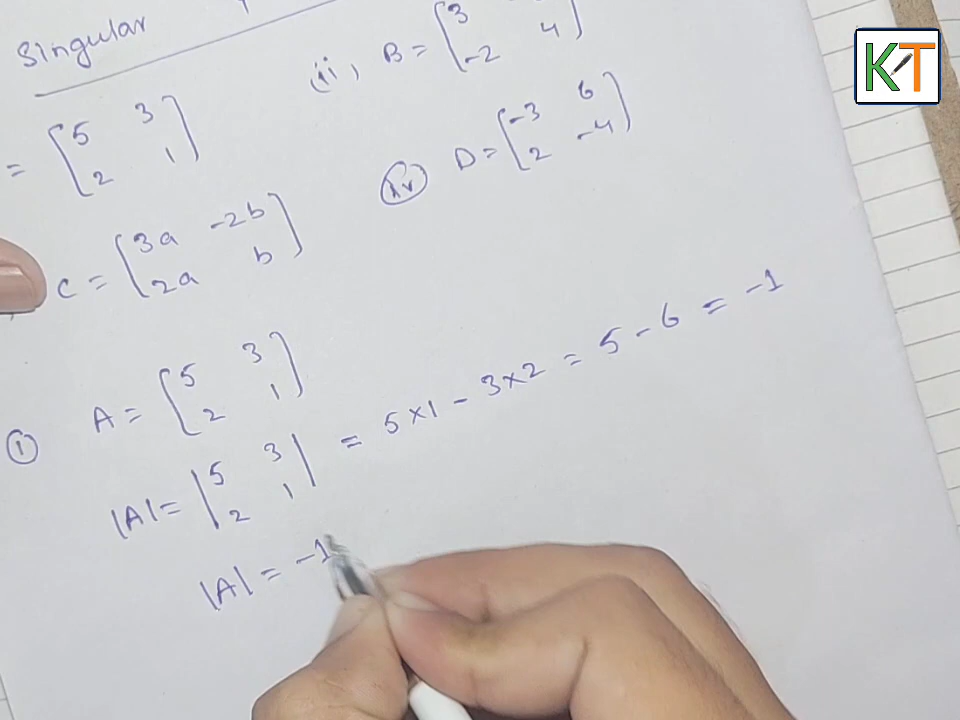 Singular
= [5 3
2 1]
(ii) B = [3
-2 4]
C = [3a -2b
2a b]
(iv) D = [-3 6
2 -4]
(1) A = [5 3
2 1]
|A| = |5 3
2 1| = 5×1 - 3×2 = 5 - 6 = -1
|A| = -1
KT